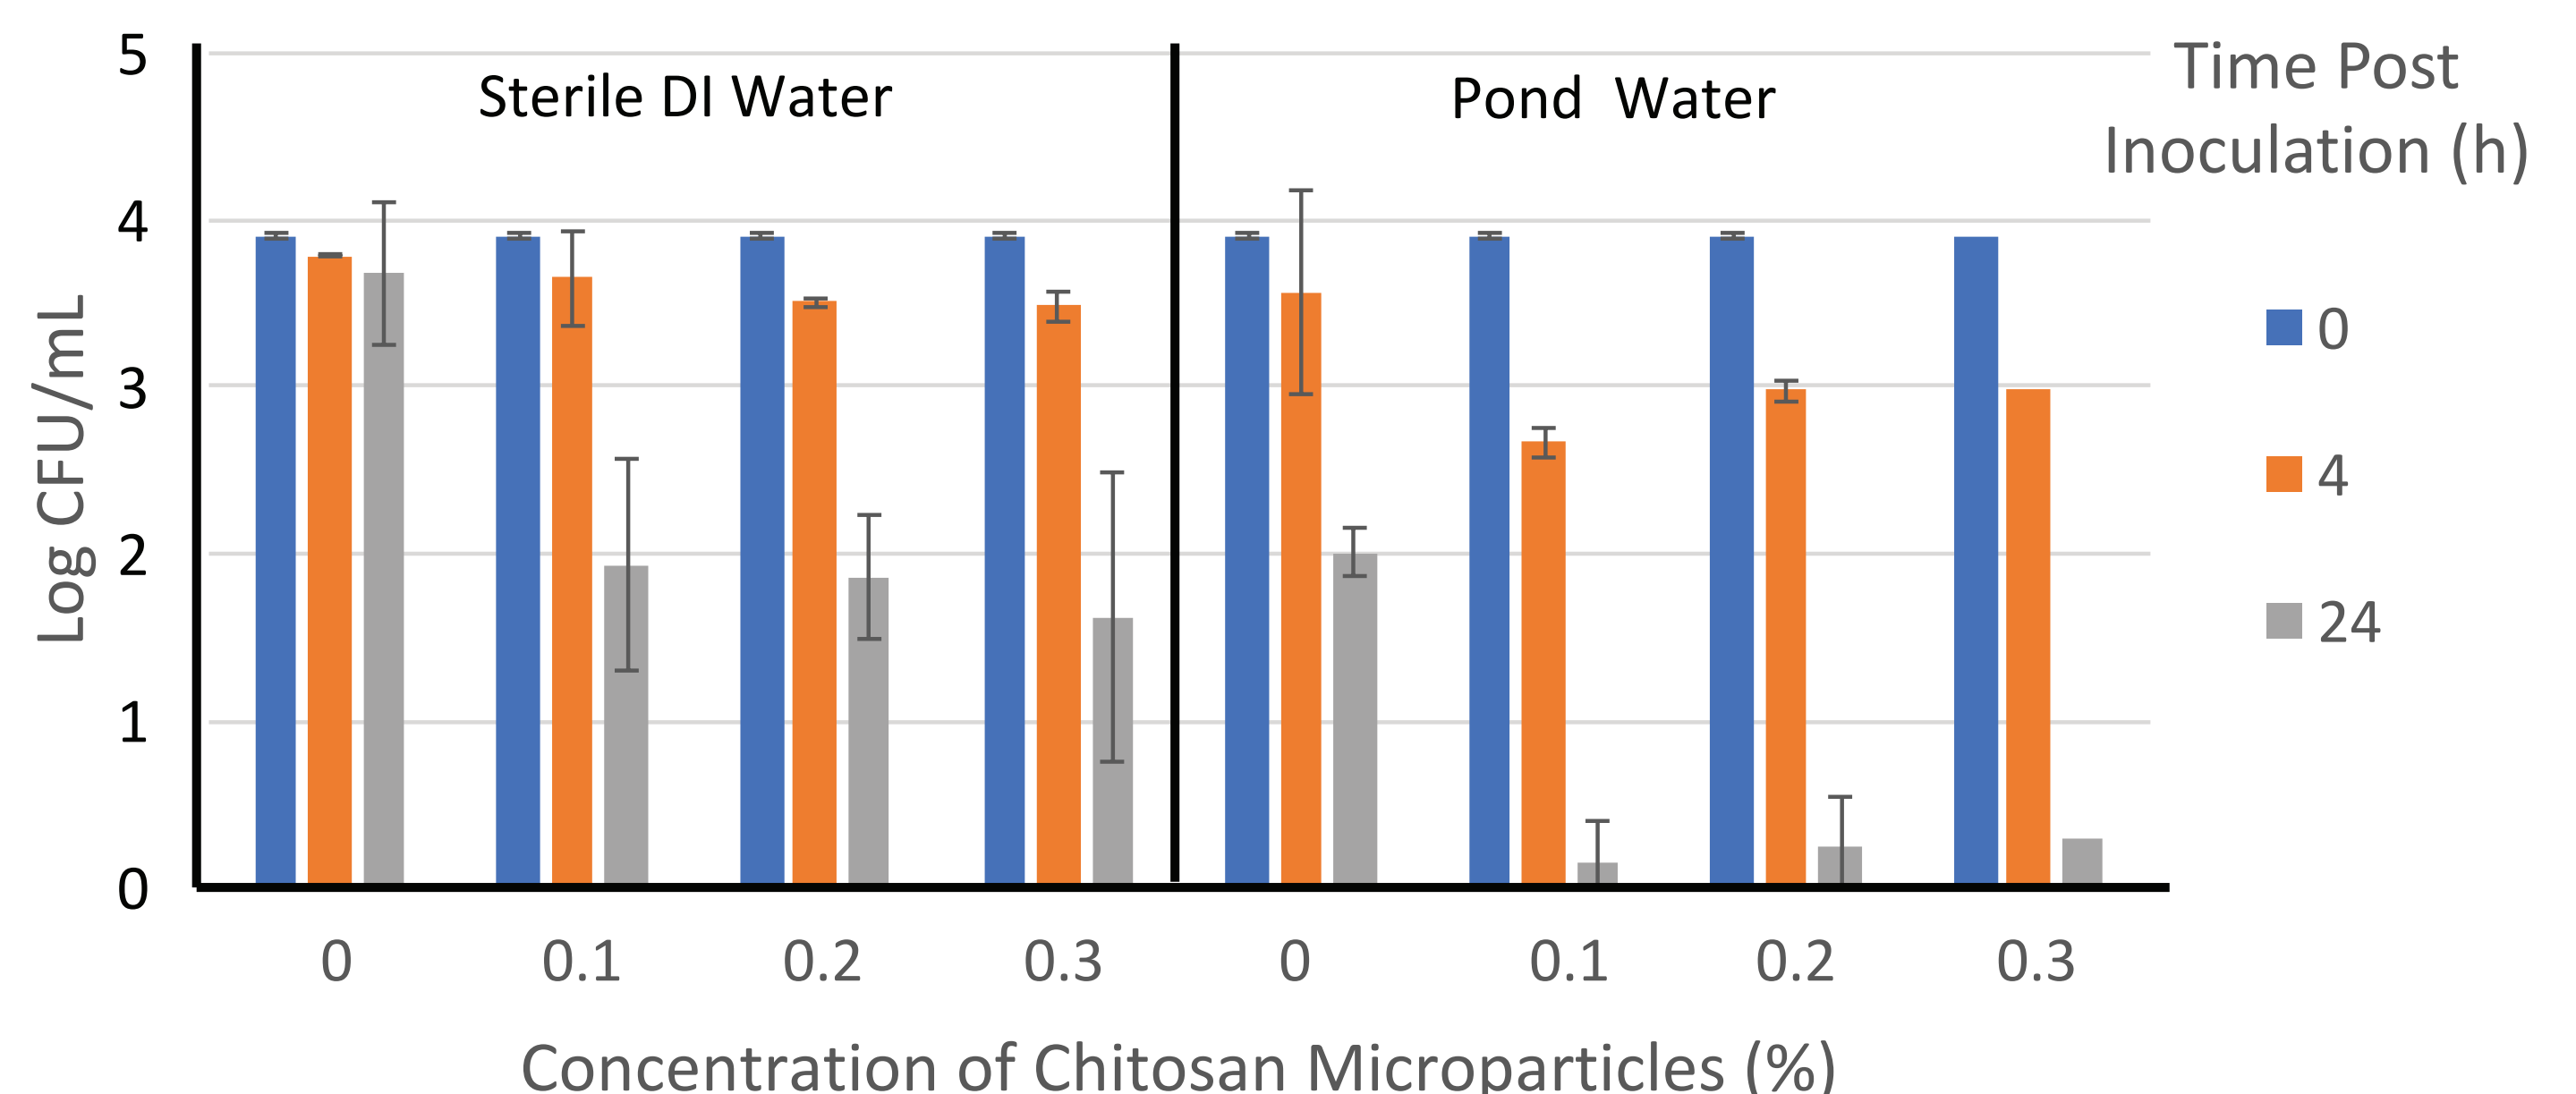 Sterile DI Water
Pond Water
Time Post
Inoculation (h)
0
4
24
Log CFU/mL
5
4
3
2
1
0
0 0.1 0.2 0.3 0 0.1 0.2 0.3
Concentration of Chitosan Microparticles (%)